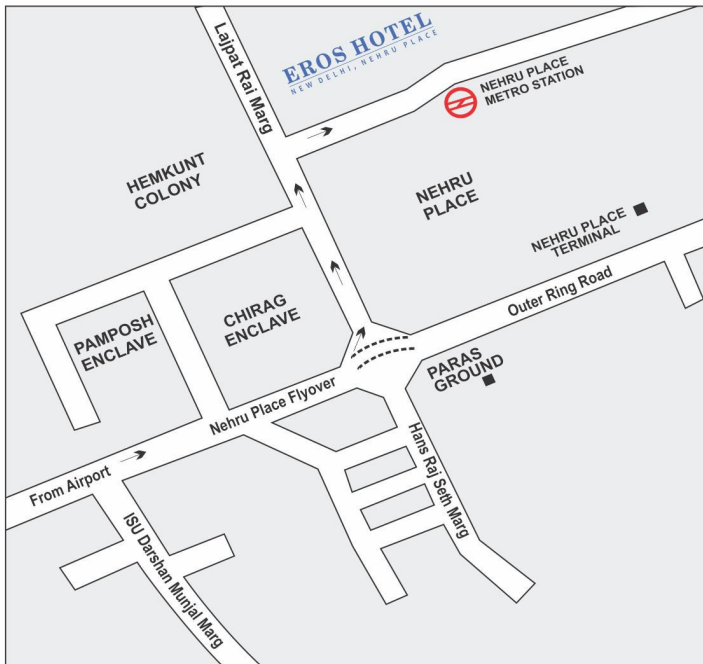 Lajpat Rai Marg
EROS HOTEL
NEW DELHI, NEHRU PLACE
NEHRU PLACE
METRO STATION
HEMKUNT
COLONY
NEHRU
PLACE
NEHRU PLACE
TERMINAL
Outer Ring Road
CHIRAG
ENCLAVE
PAMPOSH
ENCLAVE
PARAS
GROUND
Nehru Place Flyover
From Airport
Hans Raj Seth Marg
ISU Darshan Munjal Marg